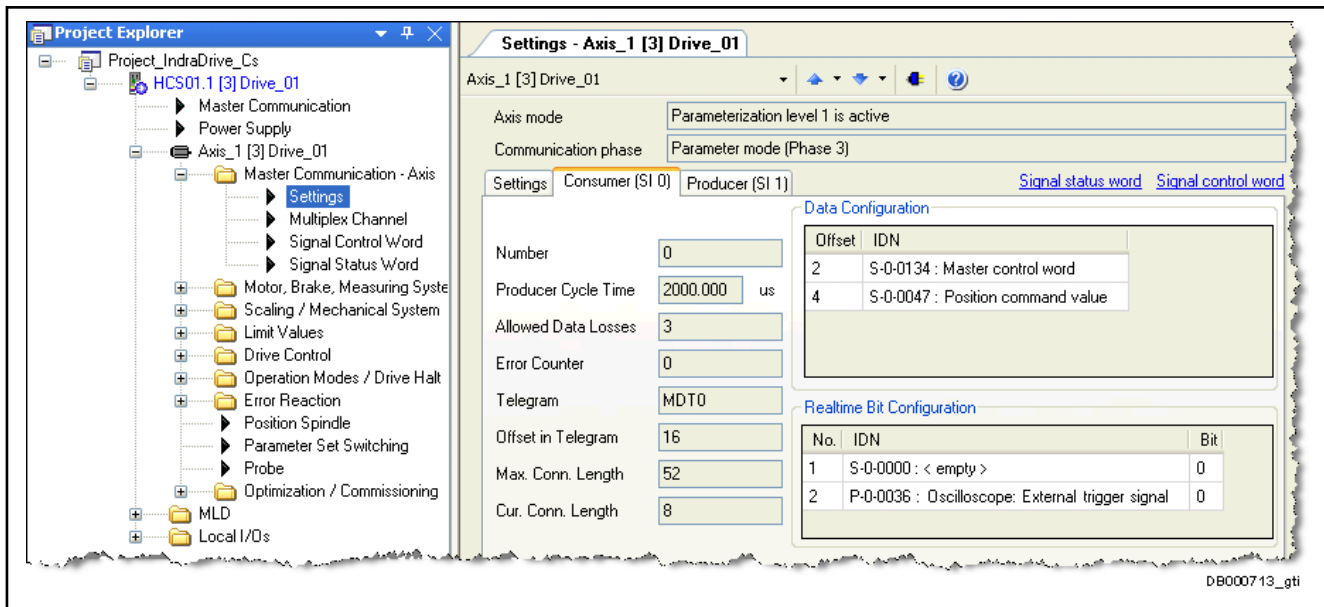 Project Explorer
Project_IndraDrive_Cs
HCS01.1 [3] Drive_01
Master Communication
Power Supply
Axis_1 [3] Drive_01
Master Communication - Axis
Settings
Multiplex Channel
Signal Control Word
Signal Status Word
Motor, Brake, Measuring Syste
Scaling / Mechanical System
Limit Values
Drive Control
Operation Modes / Drive Halt
Error Reaction
Position Spindle
Parameter Set Switching
Probe
Optimization / Commissioning
MLD
Local I/Os
Settings - Axis_1 [3] Drive_01
Axis_1 [3] Drive_01
Axis mode Parameterization level 1 is active
Communication phase Parameter mode (Phase 3)
Settings Consumer (SI 0) Producer (SI 1) Signal status word Signal control word
Number 0
Producer Cycle Time 2000.000 us
Allowed Data Losses 3
Error Counter 0
Telegram MDT0
Offset in Telegram 16
Max. Conn. Length 52
Cur. Conn. Length 8
Data Configuration
Offset IDN
2 S-0-0134 : Master control word
4 S-0-0047 : Position command value
Realtime Bit Configuration
No. IDN Bit
1 S-0-0000 : < empty > 0
2 P-0-0036 : Oscilloscope: External trigger signal 0
DB000713_gti